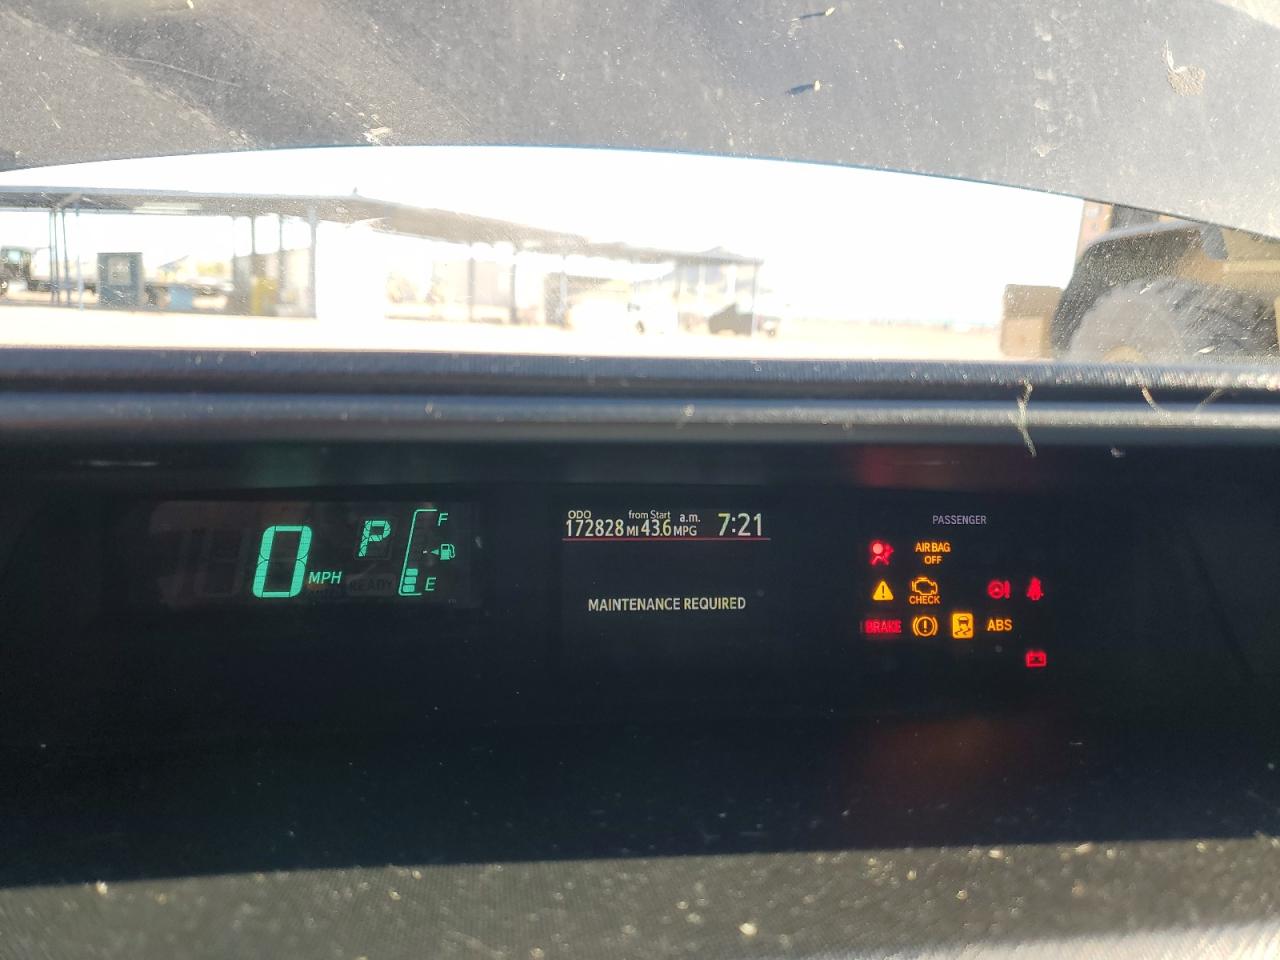 0 MPH
P
READY
F
E
ODO from Start a.m.
172828 MI 43.6 MPG 7:21
MAINTENANCE REQUIRED
PASSENGER
AIR BAG
OFF
CHECK
BRAKE ABS